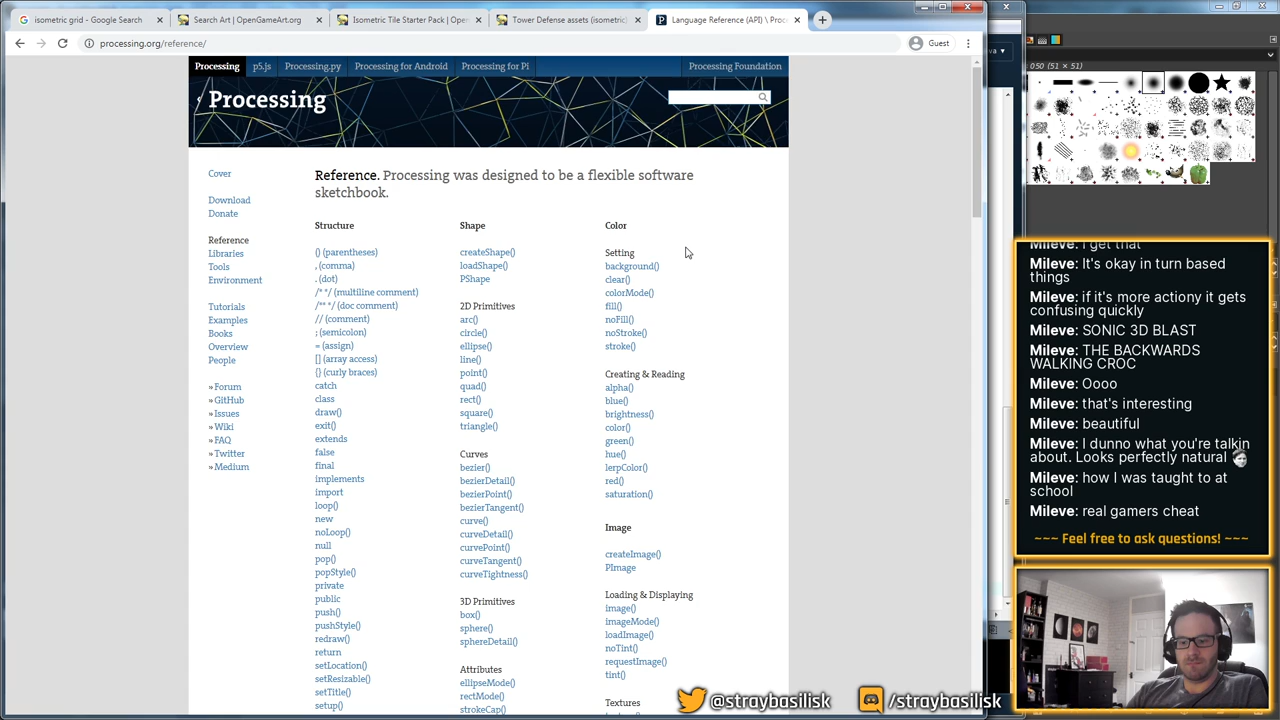 isometric grid - Google Search
Search Art | OpenGameArt.org
Isometric Tile Starter Pack | Open
Tower Defense assets (isometric)
Language Reference (API) \ Proc
processing.org/reference/
Guest
Processing
p5.js
Processing.py
Processing for Android
Processing for Pi
Processing Foundation
Processing
Cover
Download
Donate
Reference
Libraries
Tools
Environment
Tutorials
Examples
Books
Overview
People
» Forum
» GitHub
» Issues
» Wiki
» FAQ
» Twitter
» Medium
Reference. Processing was designed to be a flexible software
sketchbook.
Structure
() (parentheses)
, (comma)
. (dot)
/* */ (multiline comment)
/** */ (doc comment)
// (comment)
; (semicolon)
= (assign)
[] (array access)
{} (curly braces)
catch
class
draw()
exit()
extends
false
final
implements
import
loop()
new
noLoop()
null
pop()
popStyle()
private
public
push()
pushStyle()
redraw()
return
setLocation()
setResizable()
setTitle()
setup()
Shape
createShape()
loadShape()
PShape
2D Primitives
arc()
circle()
ellipse()
line()
point()
quad()
rect()
square()
triangle()
Curves
bezier()
bezierDetail()
bezierPoint()
bezierTangent()
curve()
curveDetail()
curvePoint()
curveTangent()
curveTightness()
3D Primitives
box()
sphere()
sphereDetail()
Attributes
ellipseMode()
rectMode()
strokeCap()
Color
Setting
background()
clear()
colorMode()
fill()
noFill()
noStroke()
stroke()
Creating & Reading
alpha()
blue()
brightness()
color()
green()
hue()
lerpColor()
red()
saturation()
Image
createImage()
PImage
Loading & Displaying
image()
imageMode()
loadImage()
noTint()
requestImage()
tint()
Textures
050 (51 × 51)
Mileve: I get that
Mileve: It's okay in turn based
things
Mileve: if it's more actiony it gets
confusing quickly
Mileve: SONIC 3D BLAST
Mileve: THE BACKWARDS
WALKING CROC
Mileve: Oooo
Mileve: that's interesting
Mileve: beautiful
Mileve: I dunno what you're talkin
about. Looks perfectly natural
Mileve: how I was taught to at
school
Mileve: real gamers cheat
~~~ Feel free to ask questions! ~~~
@straybasilisk
/straybasilisk